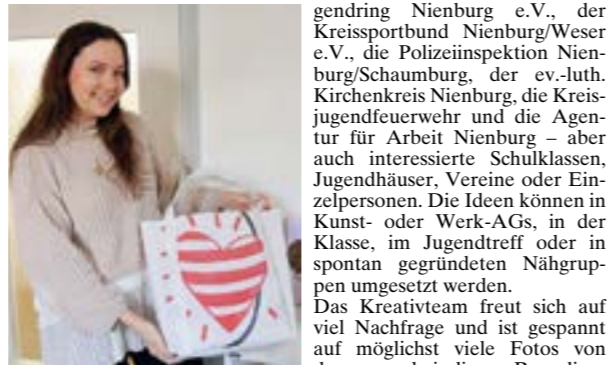 gendring Nienburg e.V., der
Kreissportbund Nienburg/Weser
e.V., die Polizeiinspektion Nien-
burg/Schaumburg, der ev.-luth.
Kirchenkreis Nienburg, die Kreis-
jugendfeuerwehr und die Agen-
tur für Arbeit Nienburg – aber
auch interessierte Schulklassen,
Jugendhäuser, Vereine oder Ein-
zelpersonen. Die Ideen können in
Kunst- oder Werk-AGs, in der
Klasse, im Jugendtreff oder in
spontan gegründeten Nähgrup-
pen umgesetzt werden.
Das Kreativteam freut sich auf
viel Nachfrage und ist gespannt
auf möglichst viele Fotos von